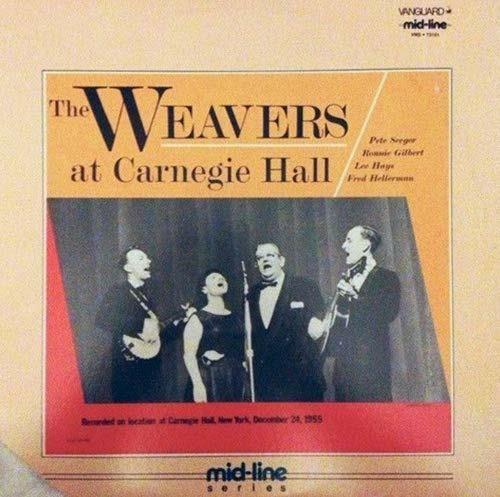 VANGUARD
mid-line
The WEAVERS
at Carnegie Hall
Pete Seeger
Ronnie Gilbert
Lee Hays
Fred Hellerman
Recorded on location at Carnegie Hall, New York, December 24, 1955
mid-line
series